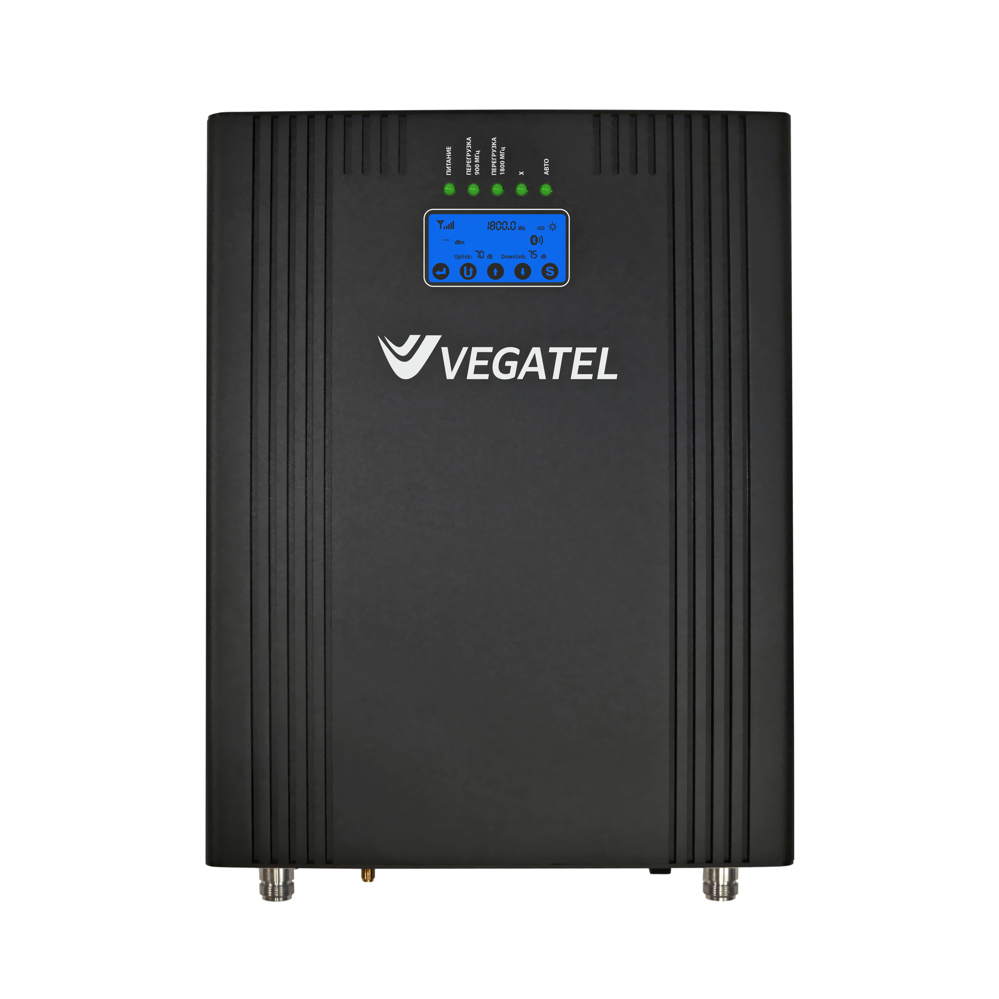 ПИТАНИЕ
ПЕРЕГРУЗКА
900 МГц
ПЕРЕГРУЗКА
1800 МГц
X
АВТО
1800.0 MHz ISO
-- dBm
Uplink: 70 dB Downlink: 75 dB
U S
VEGATEL